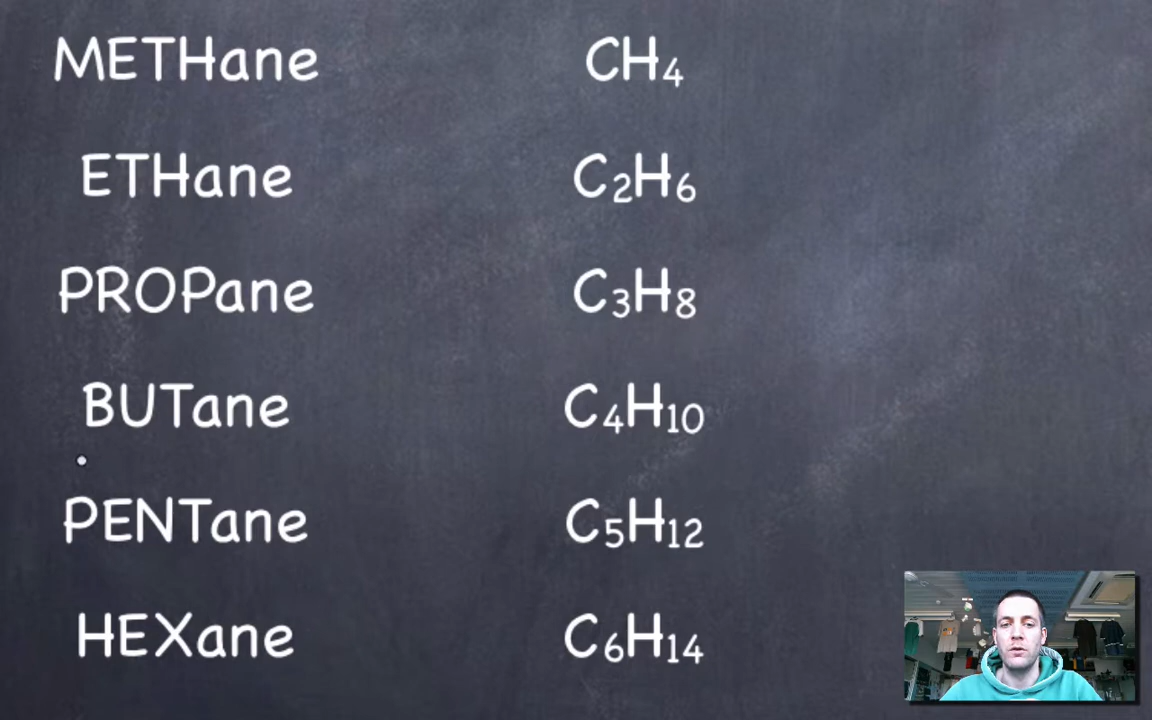 METHane CH₄
ETHane C₂H₆
PROPane C₃H₈
BUTane C₄H₁₀
PENTane C₅H₁₂
HEXane C₆H₁₄